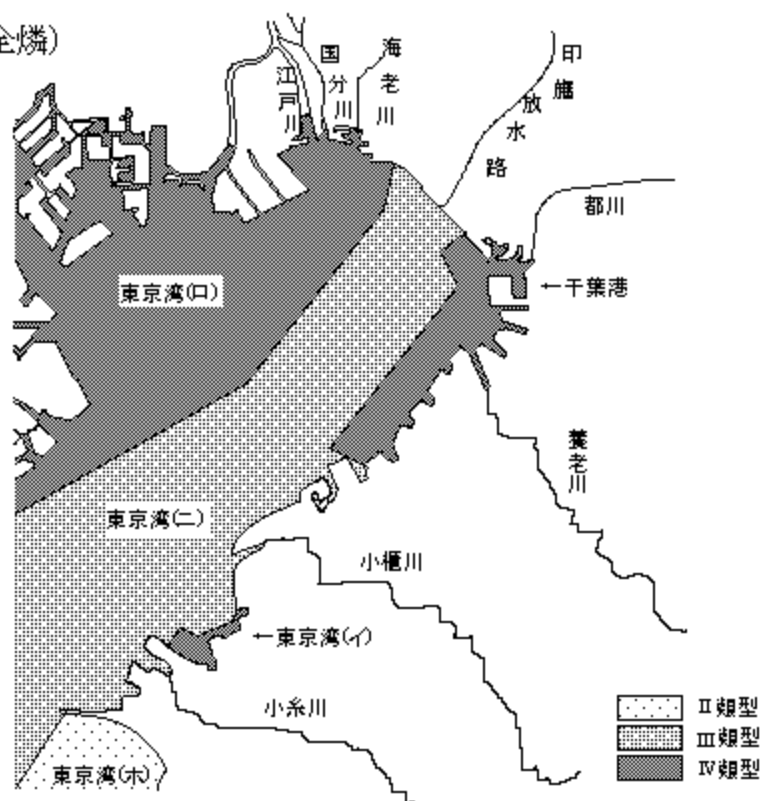 全燐)
江戸川
国分川
海老川
印旛放水路
都川
東京湾(ロ)
←千葉港
養老川
東京湾(ニ)
小櫃川
←東京湾(イ)
小糸川
東京湾(ホ)
Ⅱ類型
Ⅲ類型
Ⅳ類型